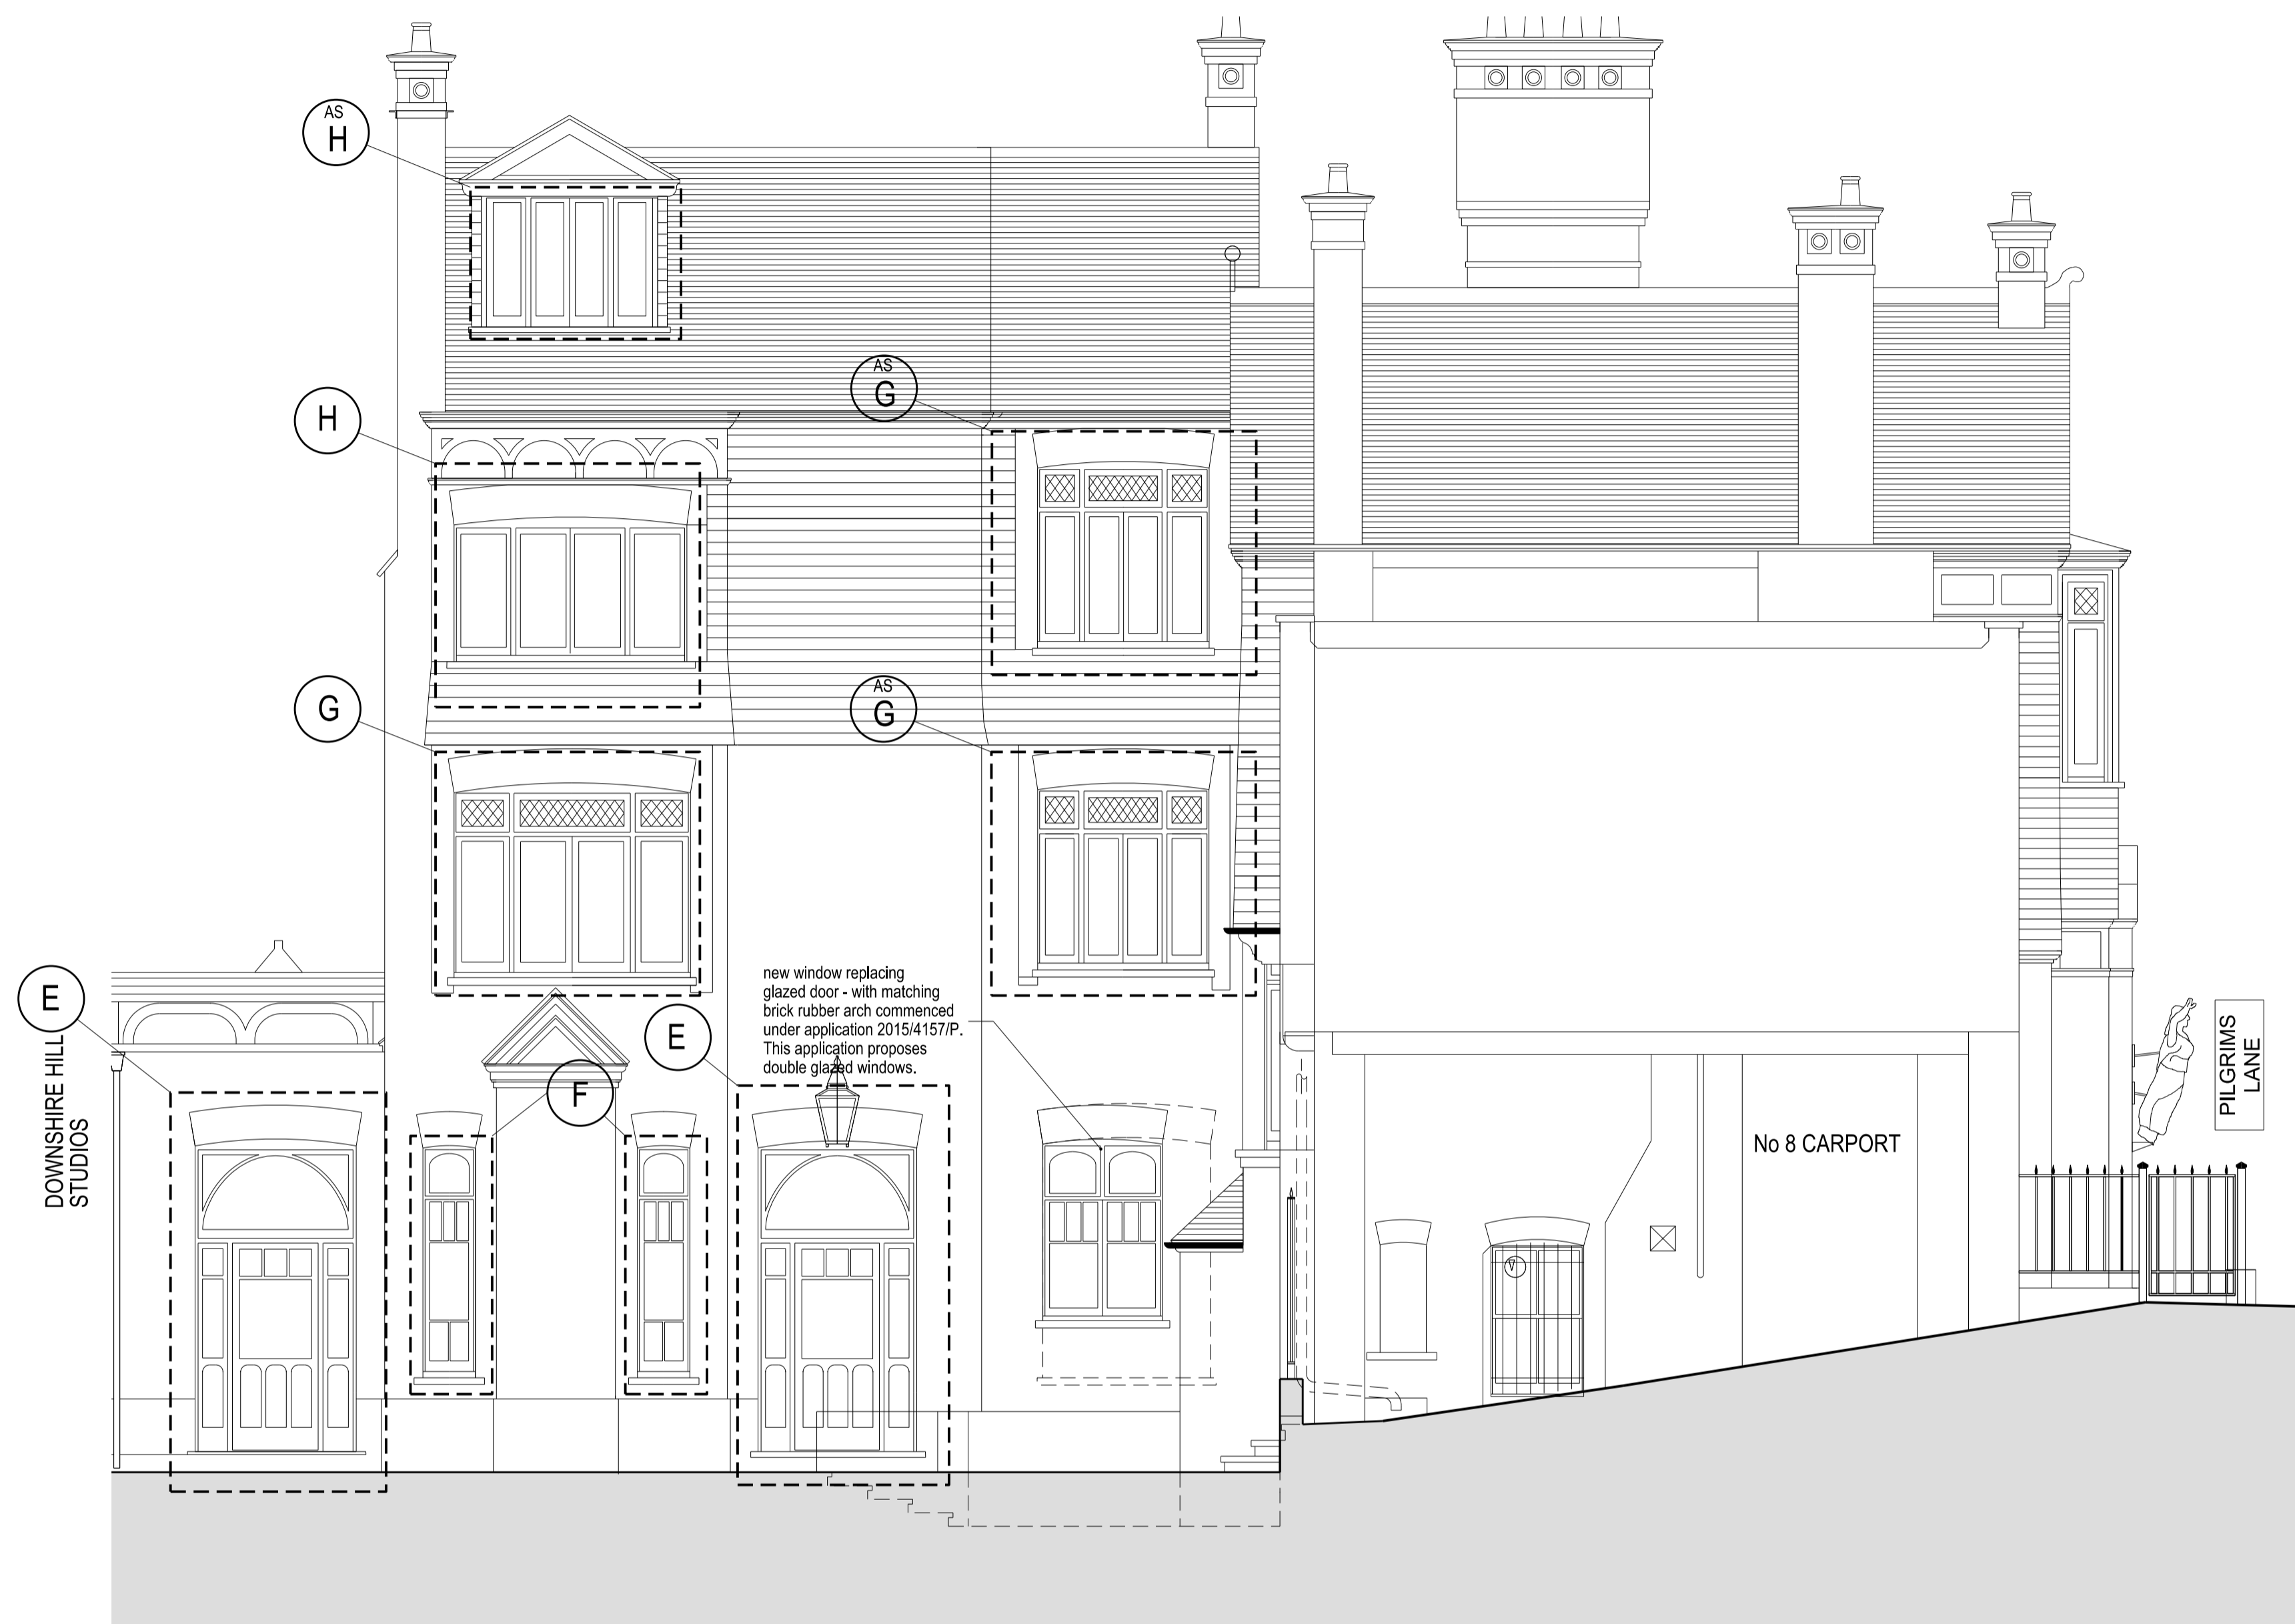 AS
H
H
AS
G
G
AS
G
E
DOWNSHIRE HILL
STUDIOS
new window replacing
glazed door - with matching
brick rubber arch commenced
under application 2015/4157/P.
This application proposes
double glazed windows.
E
F
No 8 CARPORT
PILGRIMS
LANE
V